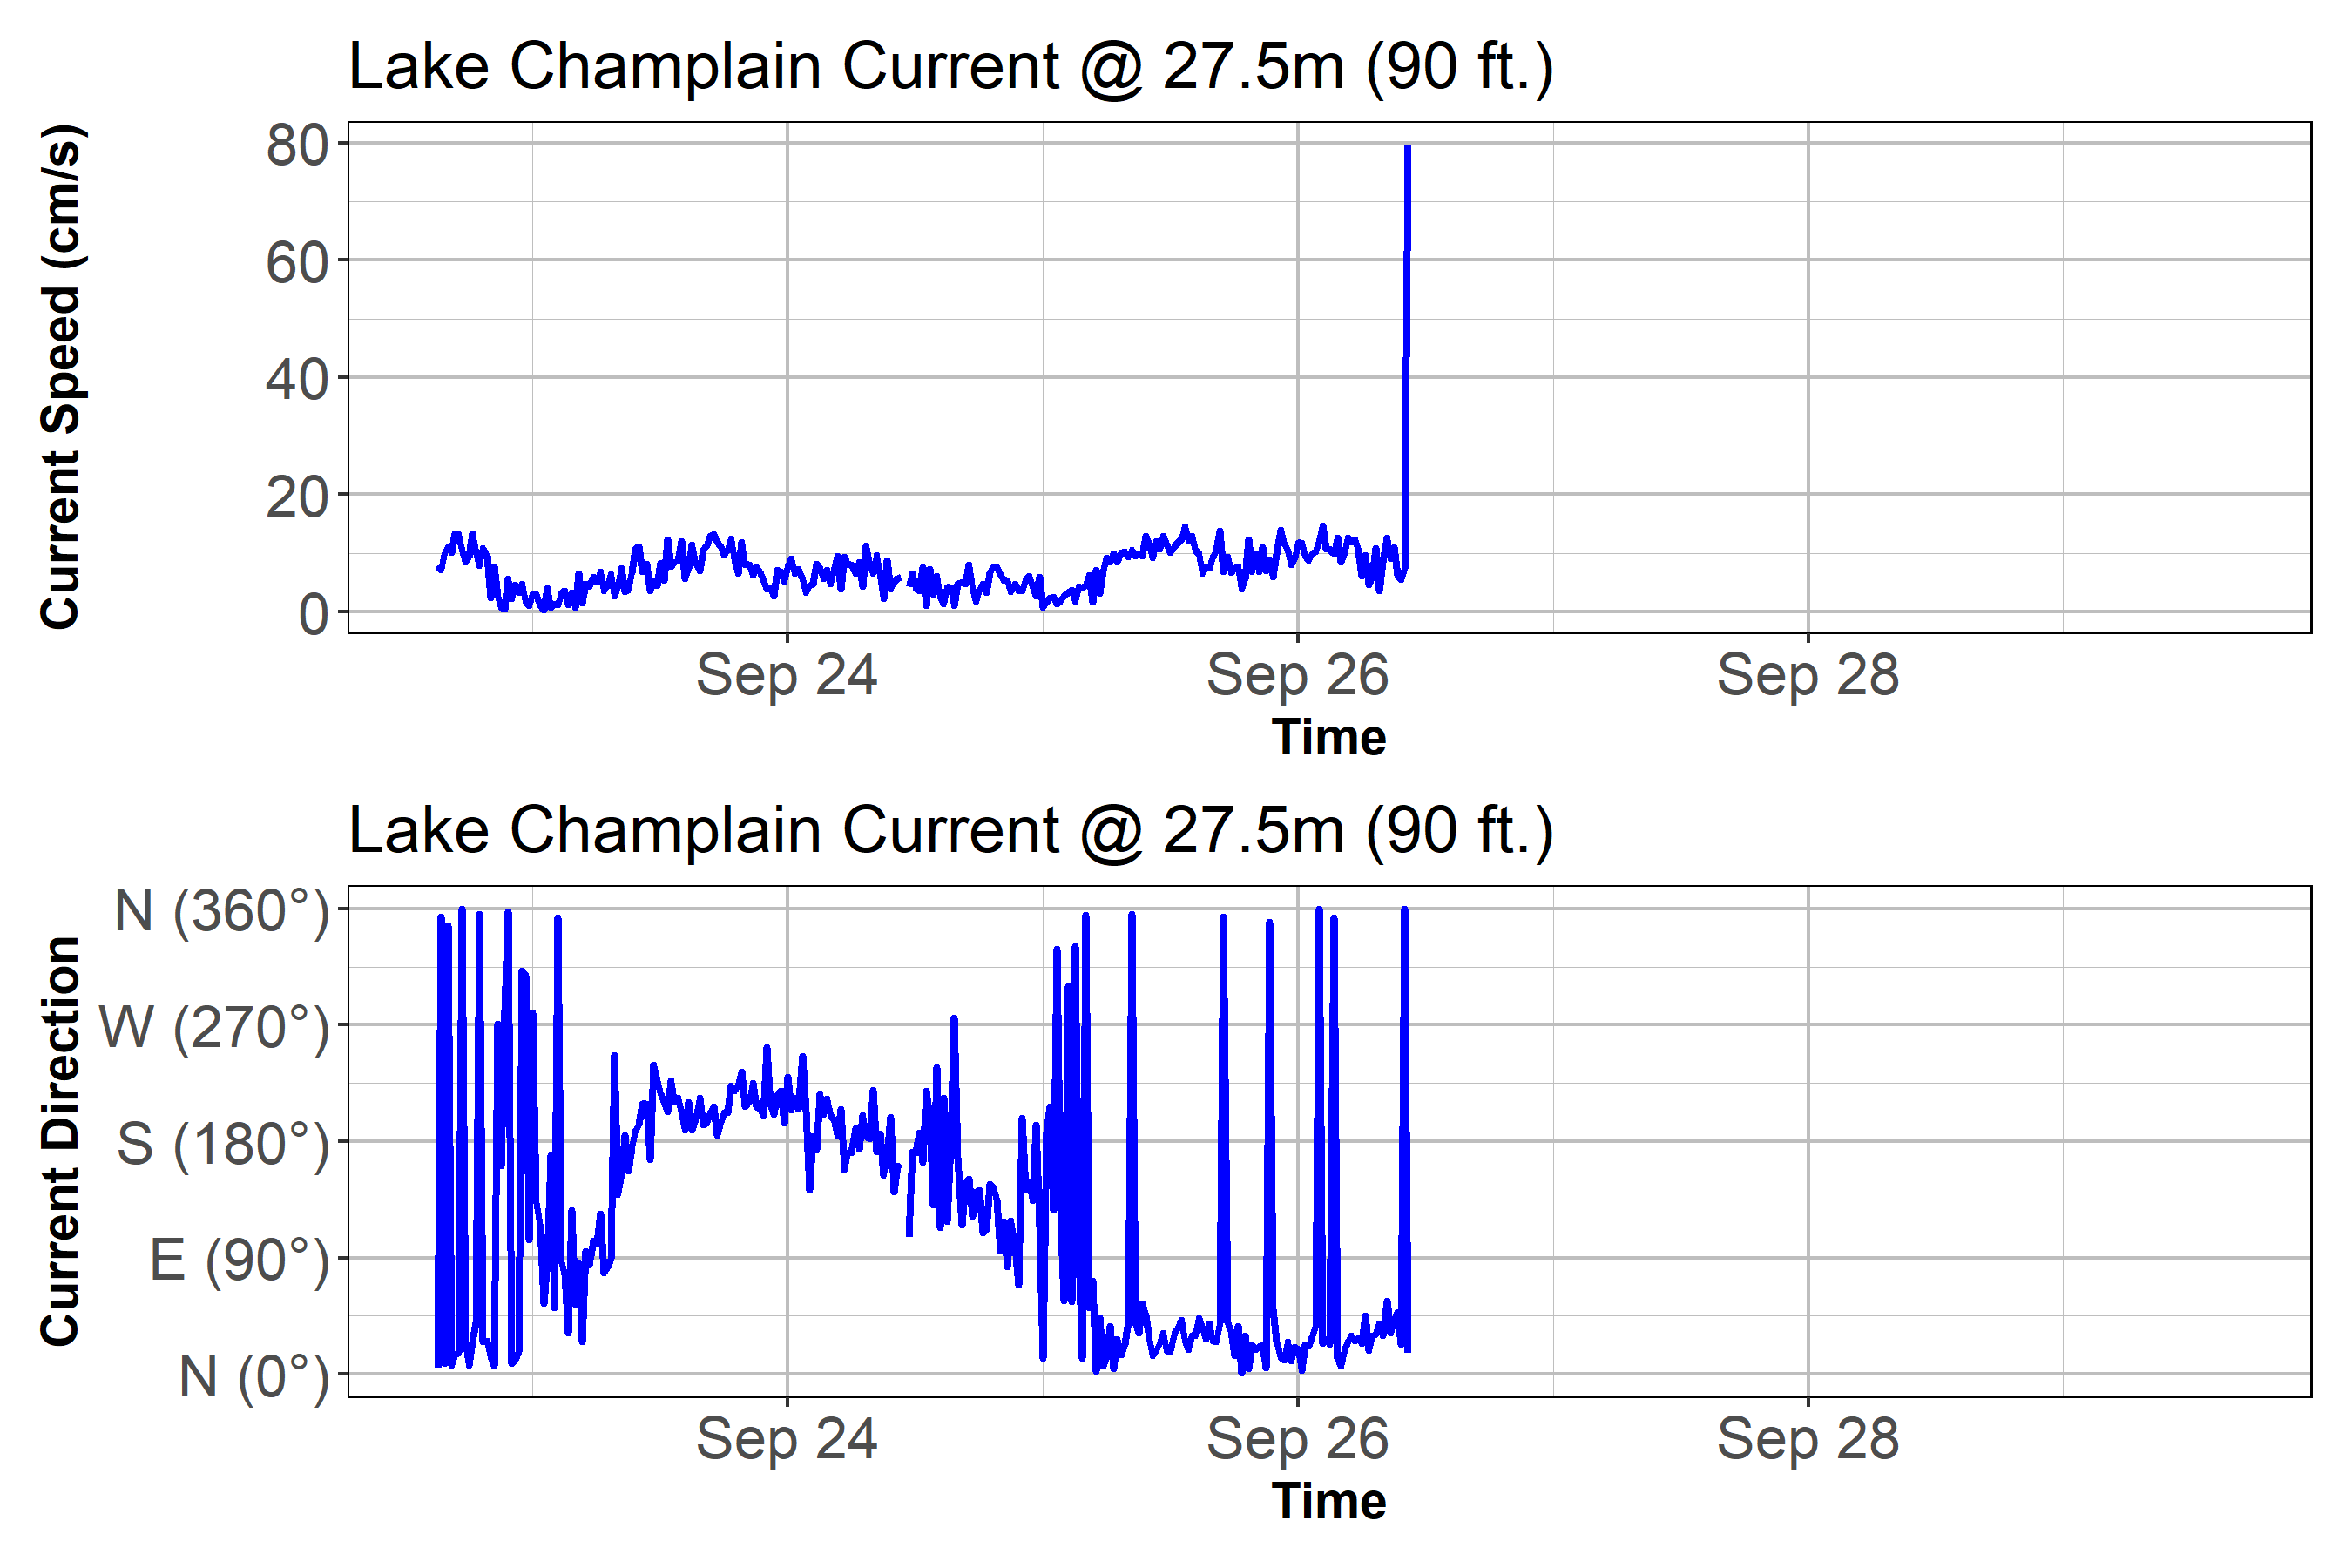 Lake Champlain Current @ 27.5m (90 ft.)
Current Speed (cm/s)
80
60
40
20
0
Sep 24 Sep 26 Sep 28
Time
Lake Champlain Current @ 27.5m (90 ft.)
Current Direction
N (360°)
W (270°)
S (180°)
E (90°)
N (0°)
Sep 24 Sep 26 Sep 28
Time